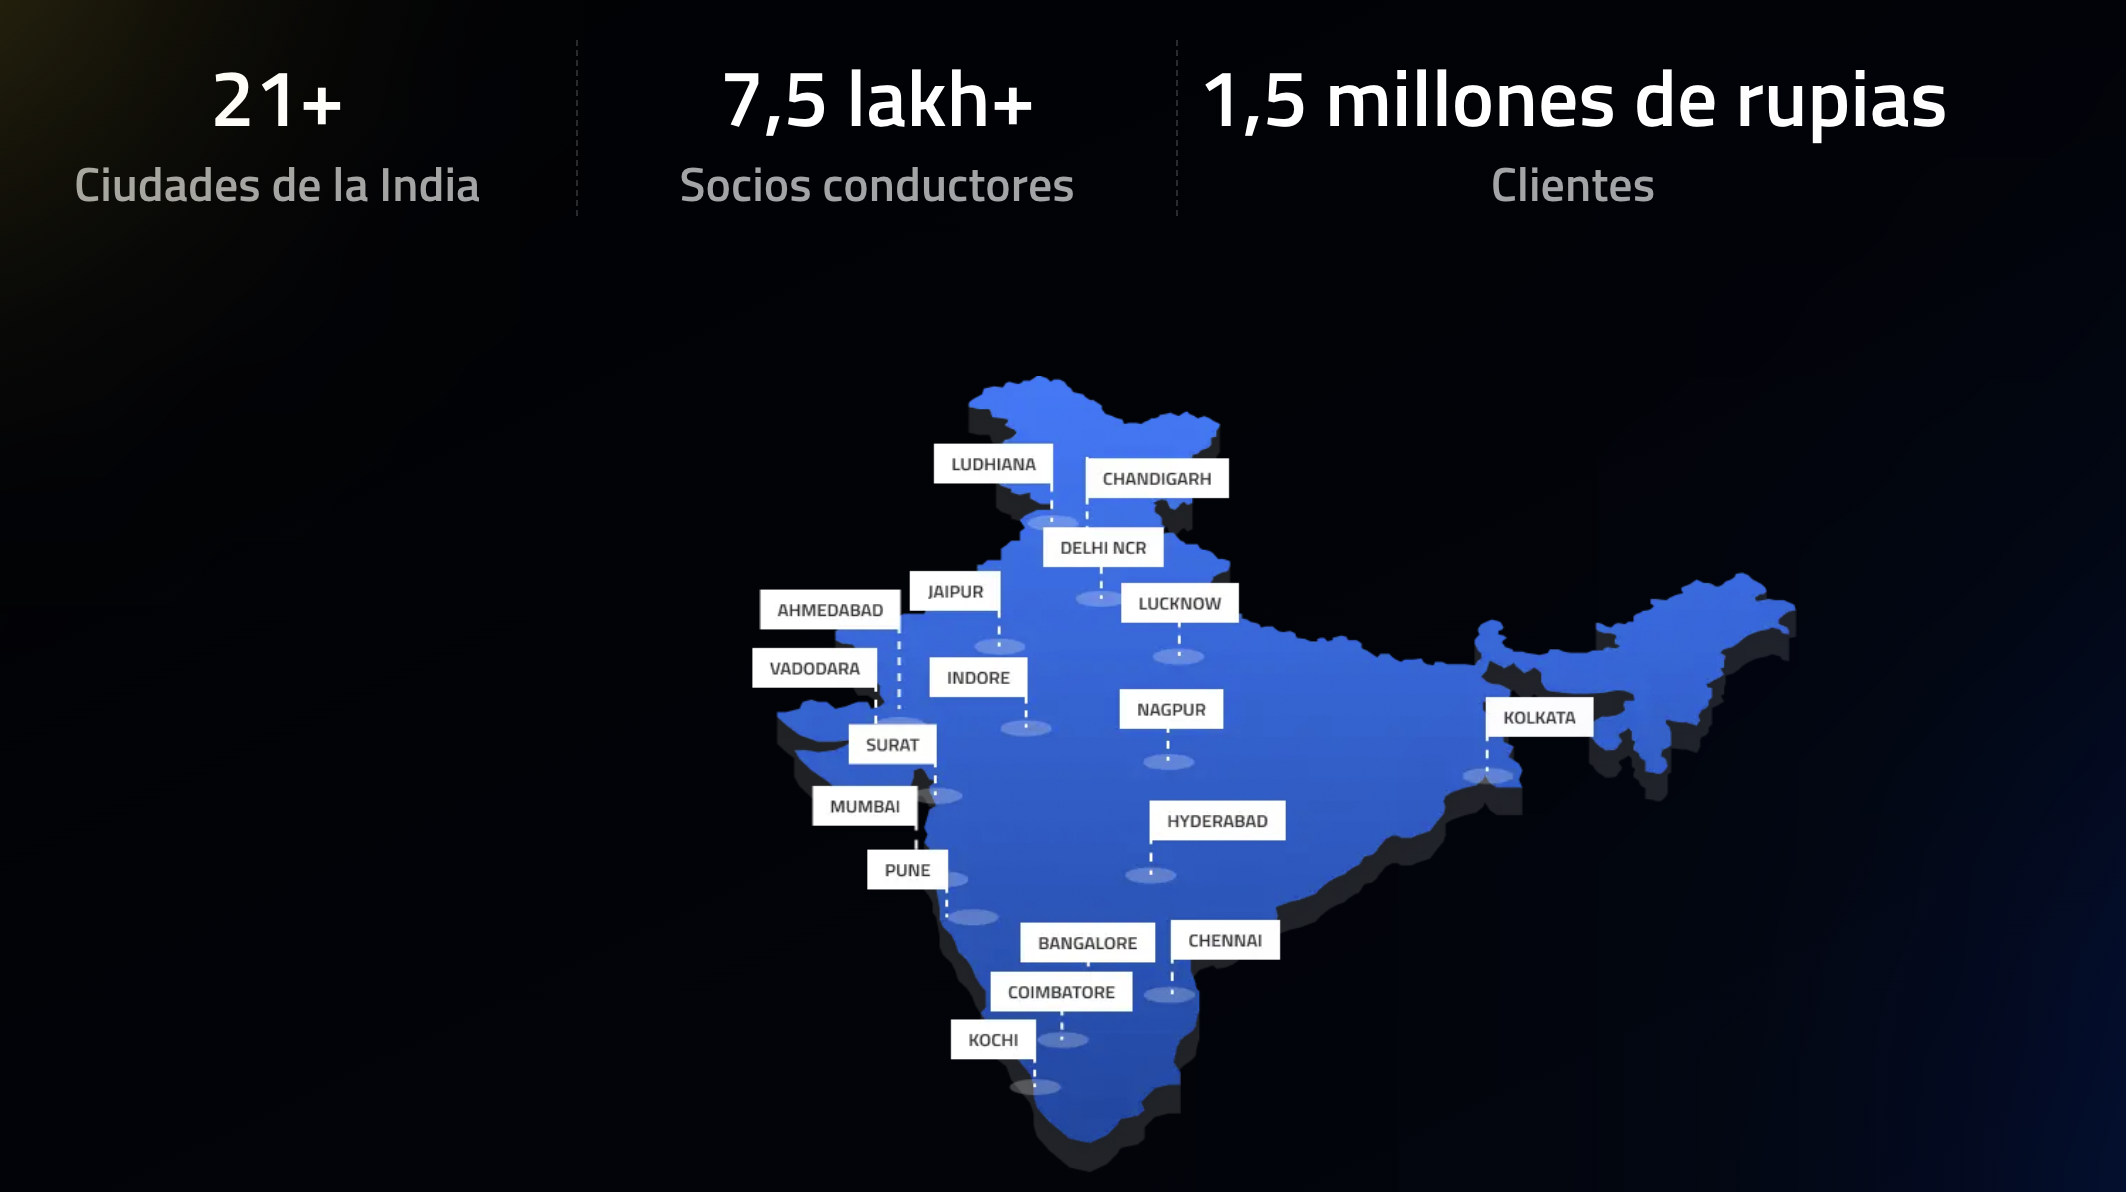 21+
Ciudades de la India
7,5 lakh+
Socios conductores
1,5 millones de rupias
Clientes
LUDHIANA
CHANDIGARH
DELHI NCR
JAIPUR
LUCKNOW
AHMEDABAD
VADODARA
INDORE
NAGPUR
KOLKATA
SURAT
MUMBAI
HYDERABAD
PUNE
BANGALORE
CHENNAI
COIMBATORE
KOCHI